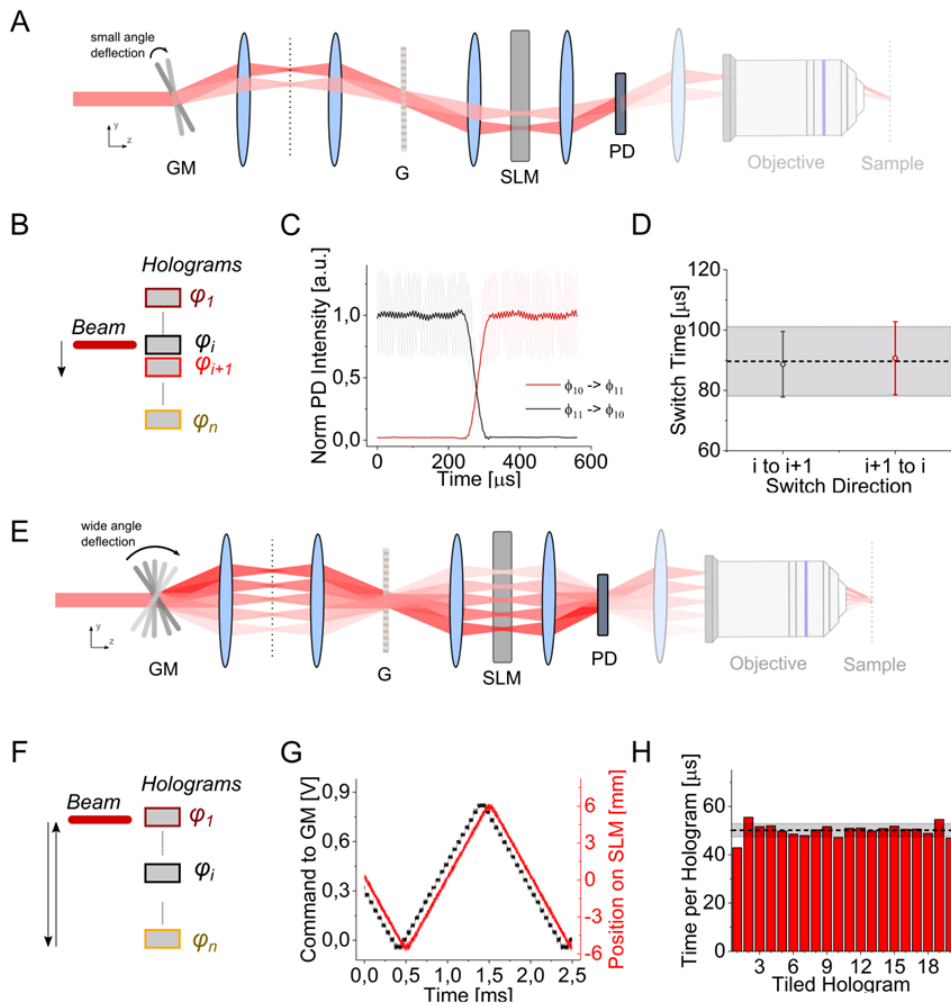 A
small angle
deflection
y
z
GM
G
SLM
PD
Objective
Sample
B
Holograms
φ1
Beam
φi
φi+1
φn
C
Norm PD Intensity [a.u.]
1,0
0,5
0,0
0 200 400 600
Time [µs]
ϕ10 -> ϕ11
ϕ11 -> ϕ10
D
Switch Time [µs]
120
100
80
60
i to i+1 i+1 to i
Switch Direction
E
wide angle
deflection
y
z
GM
G
SLM
PD
Objective
Sample
F
Holograms
Beam
φ1
φi
φn
G
Command to GM [V]
0,9
0,6
0,3
0,0
0,0 0,5 1,0 1,5 2,0 2,5
Time [ms]
6
3
0
-3
-6
Position on SLM [mm]
H
Time per Hologram [µs]
60
40
20
0
3 6 9 12 15 18
Tiled Hologram